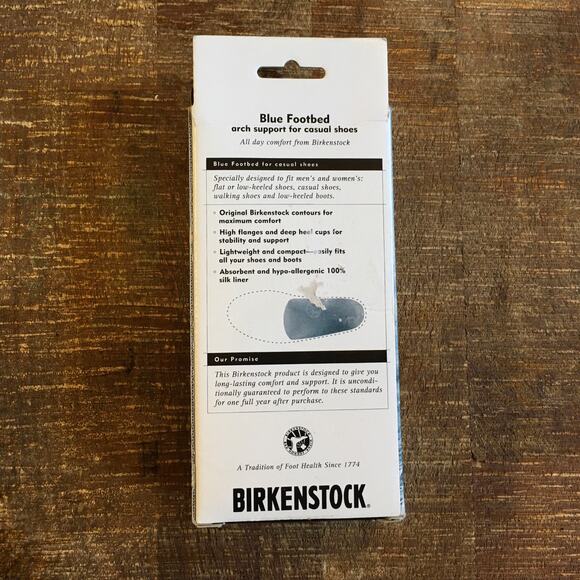 Blue Footbed
arch support for casual shoes
All day comfort from Birkenstock
Blue Footbed for casual shoes
Specially designed to fit men's and women's:
flat or low-heeled shoes, casual shoes,
walking shoes and low-heeled boots.
Original Birkenstock contours for
maximum comfort
High flanges and deep heel cups for
stability and support
Lightweight and compact—easily fits
all your shoes and boots
Absorbent and hypo-allergenic 100%
silk liner
Our Promise
This Birkenstock product is designed to give you
long-lasting comfort and support. It is uncondi-
tionally guaranteed to perform to these standards
for one full year after purchase.
A Tradition of Foot Health Since 1774
BIRKENSTOCK®